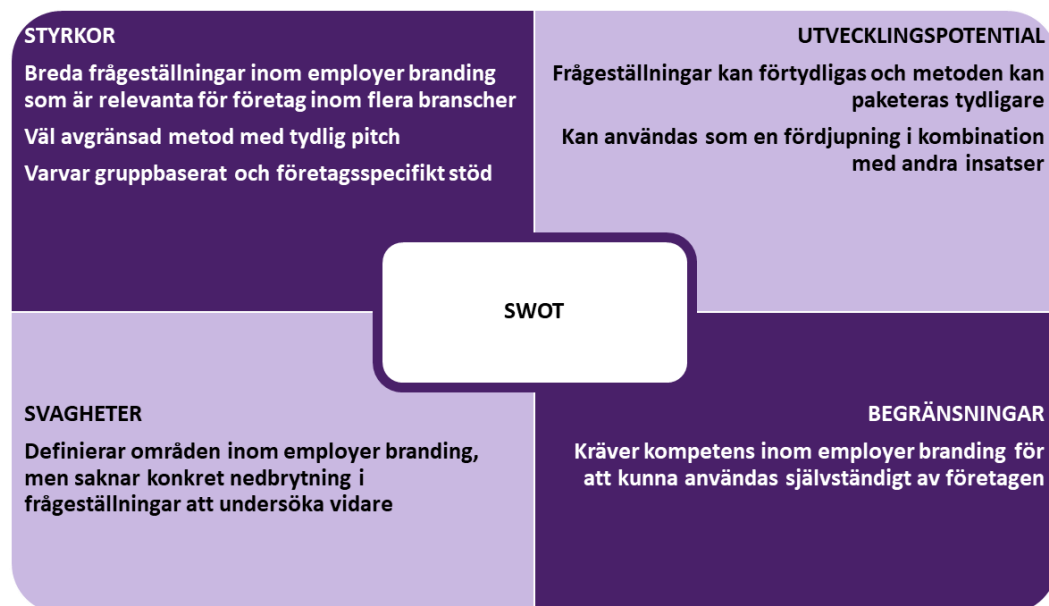 STYRKOR
Breda frågeställningar inom employer branding
som är relevanta för företag inom flera branscher
Väl avgränsad metod med tydlig pitch
Varvar gruppbaserat och företagsspecifikt stöd
UTVECKLINGSPOTENTIAL
Frågeställningar kan förtydligas och metoden kan
paketeras tydligare
Kan användas som en fördjupning i kombination
med andra insatser
SWOT
SVAGHETER
Definierar områden inom employer branding,
men saknar konkret nedbrytning i
frågeställningar att undersöka vidare
BEGRÄNSNINGAR
Kräver kompetens inom employer branding för
att kunna användas självständigt av företagen